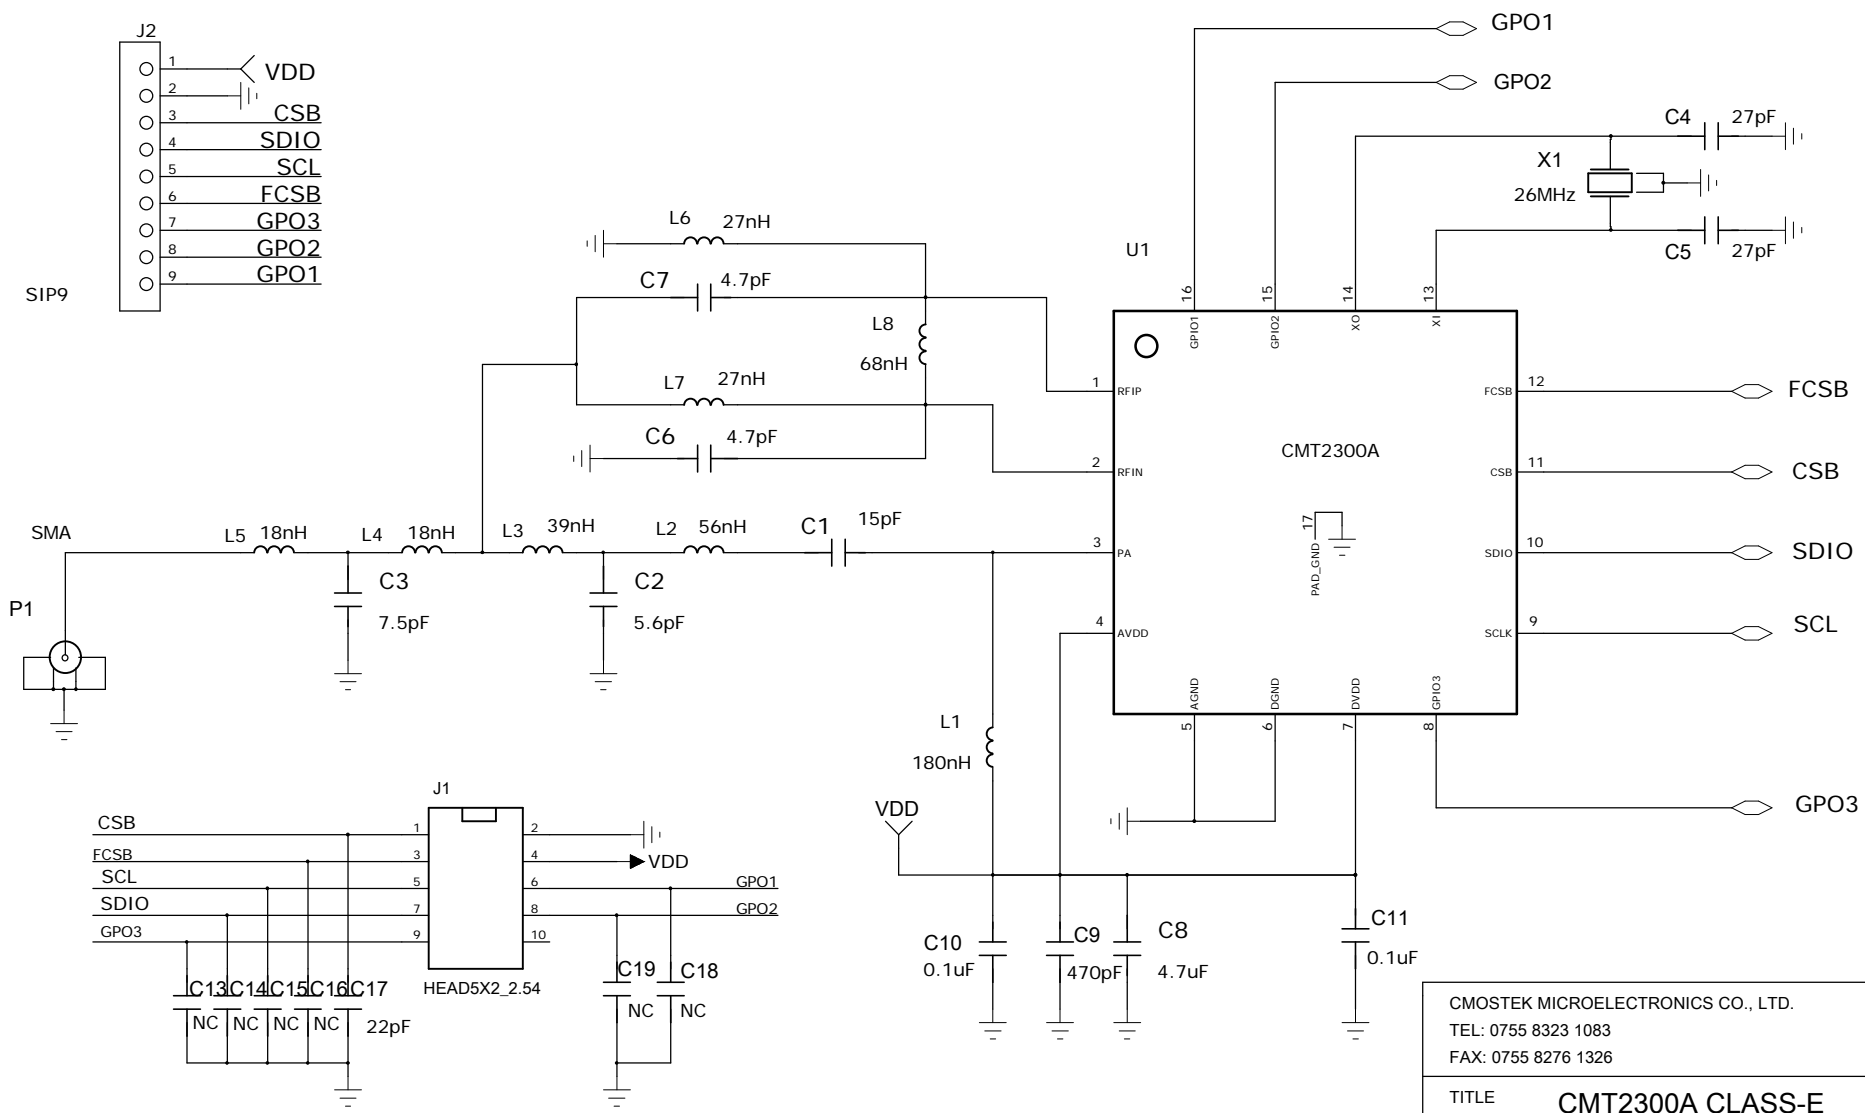 J2
1
VDD
2
3
CSB
4
SDIO
5
SCL
6
FCSB
7
GPO3
8
GPO2
9
GPO1
SIP9
GPO1
GPO2
C4
27pF
X1
26MHz
C5
27pF
L6
27nH
C7
4.7pF
L8
68nH
L7
27nH
C6
4.7pF
U1
16
15
14
13
GPIO1
GPIO2
XO
XI
1
RFIP
2
RFIN
3
PA
4
AVDD
CMT2300A
17
PAD_GND
FCSB
12
FCSB
CSB
11
CSB
SDIO
10
SDIO
SCLK
9
SCL
AGND
DGND
DVDD
GPIO3
5
6
7
8
GPO3
SMA
P1
L5
18nH
L4
18nH
L3
39nH
L2
56nH
C1
15pF
C3
7.5pF
C2
5.6pF
L1
180nH
VDD
C10
0.1uF
C9
470pF
C8
4.7uF
C11
0.1uF
J1
CSB
1
2
FCSB
3
4
VDD
SCL
5
6
GPO1
SDIO
7
8
GPO2
GPO3
9
10
HEAD5X2_2.54
C13
C14
C15
C16
C17
NC
NC
NC
NC
22pF
C19
C18
NC
NC
CMOSTEK MICROELECTRONICS CO., LTD.
TEL: 0755 8323 1083
FAX: 0755 8276 1326
TITLE
CMT2300A CLASS-E